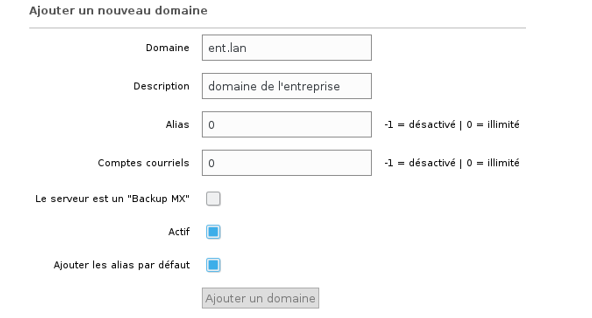 Ajouter un nouveau domaine
Domaine ent.lan
Description domaine de l'entreprise
Alias 0 -1 = désactivé | 0 = illimité
Comptes courriels 0 -1 = désactivé | 0 = illimité
Le serveur est un "Backup MX"
Actif
Ajouter les alias par défaut
Ajouter un domaine